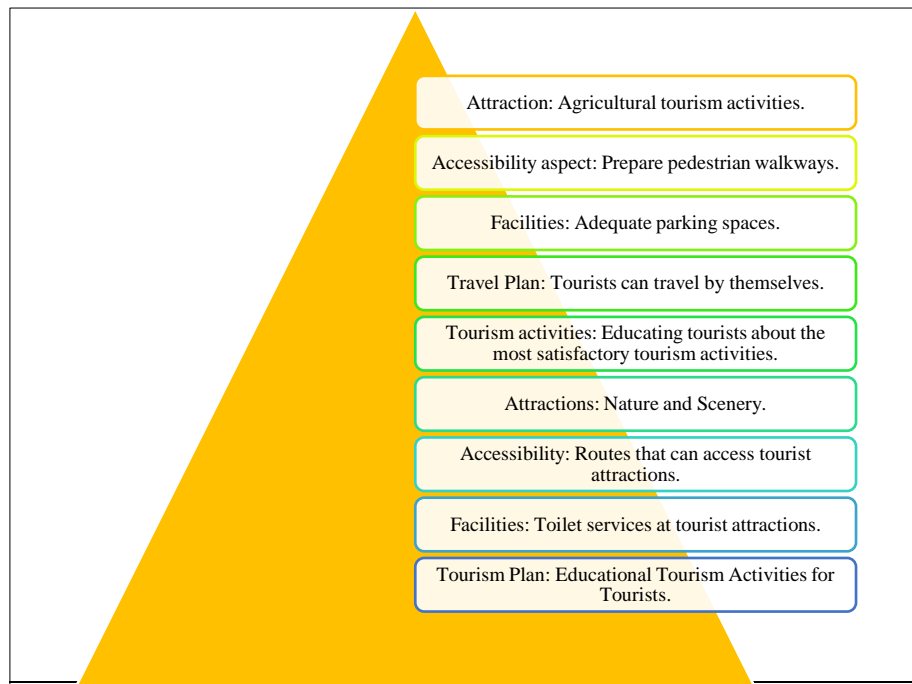 Attraction: Agricultural tourism activities.
Accessibility aspect: Prepare pedestrian walkways.
Facilities: Adequate parking spaces.
Travel Plan: Tourists can travel by themselves.
Tourism activities: Educating tourists about the
most satisfactory tourism activities.
Attractions: Nature and Scenery.
Accessibility: Routes that can access tourist
attractions.
Facilities: Toilet services at tourist attractions.
Tourism Plan: Educational Tourism Activities for
Tourists.